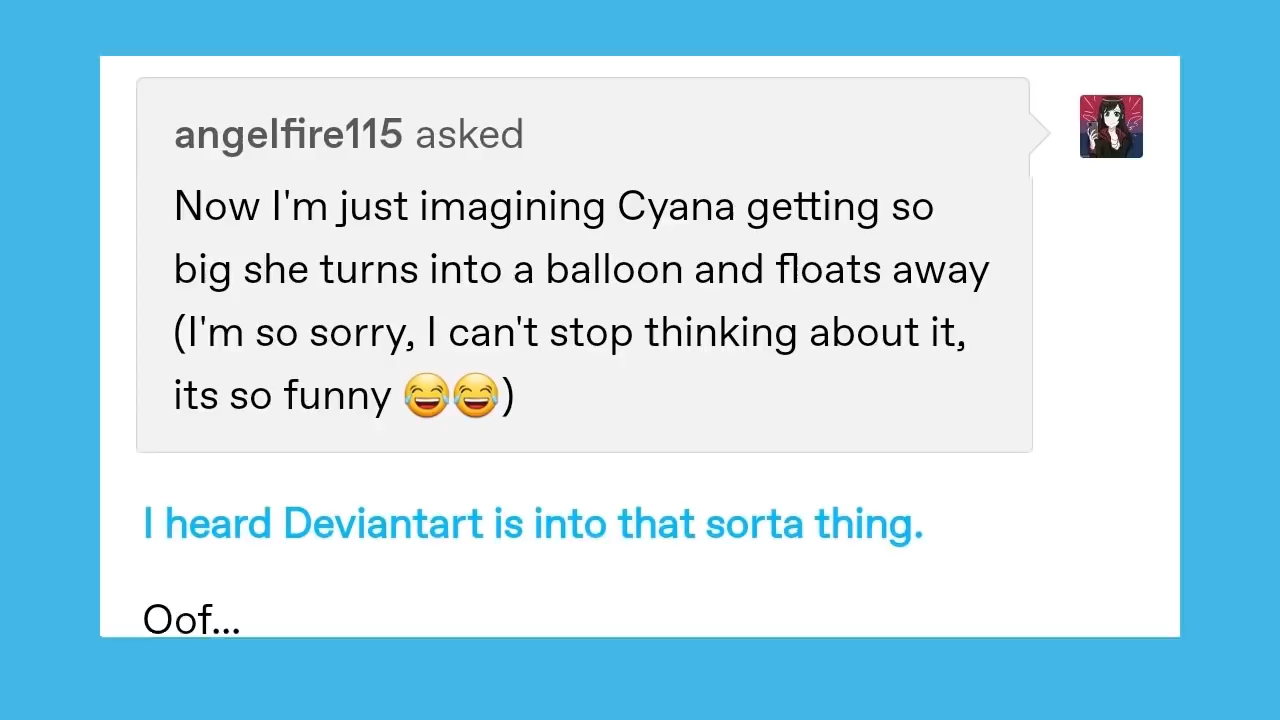 angelfire115 asked
Now I'm just imagining Cyana getting so
big she turns into a balloon and floats away
(I'm so sorry, I can't stop thinking about it,
its so funny 😂😂)
I heard Deviantart is into that sorta thing.
Oof...